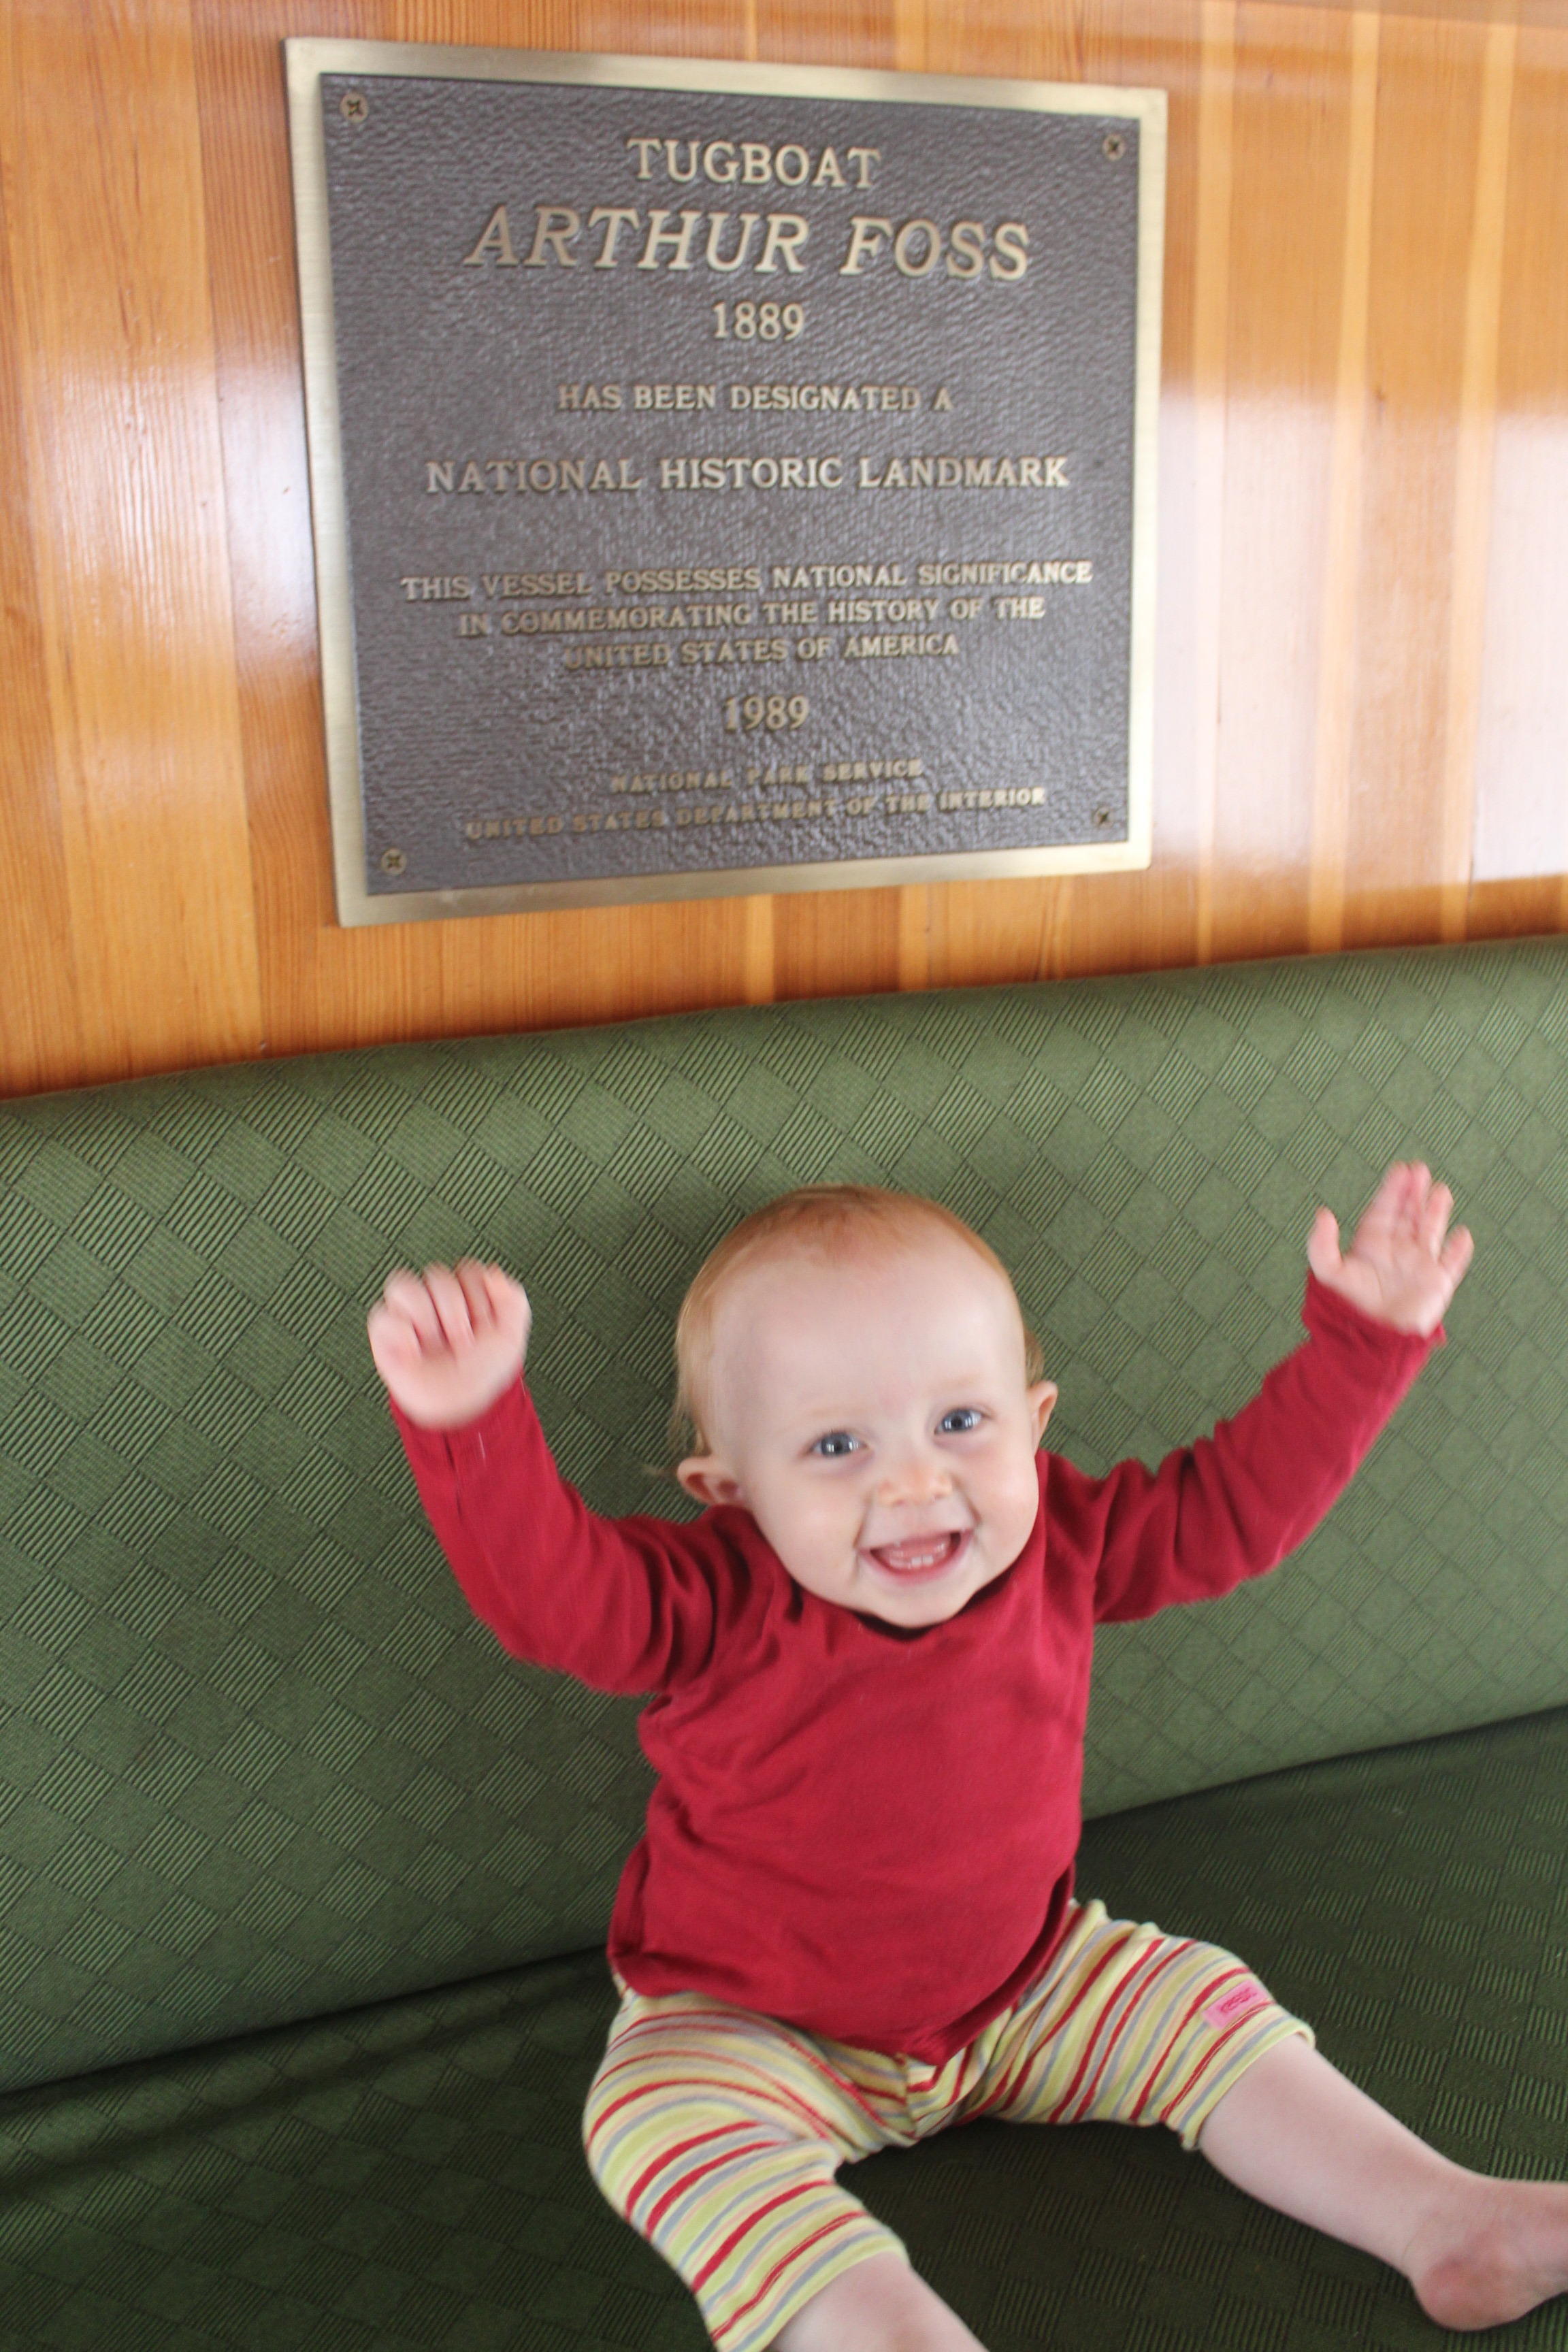 TUGBOAT
ARTHUR FOSS
1889
HAS BEEN DESIGNATED A
NATIONAL HISTORIC LANDMARK
THIS VESSEL POSSESSES NATIONAL SIGNIFICANCE
IN COMMEMORATING THE HISTORY OF THE
UNITED STATES OF AMERICA
1989
NATIONAL PARK SERVICE
UNITED STATES DEPARTMENT OF THE INTERIOR